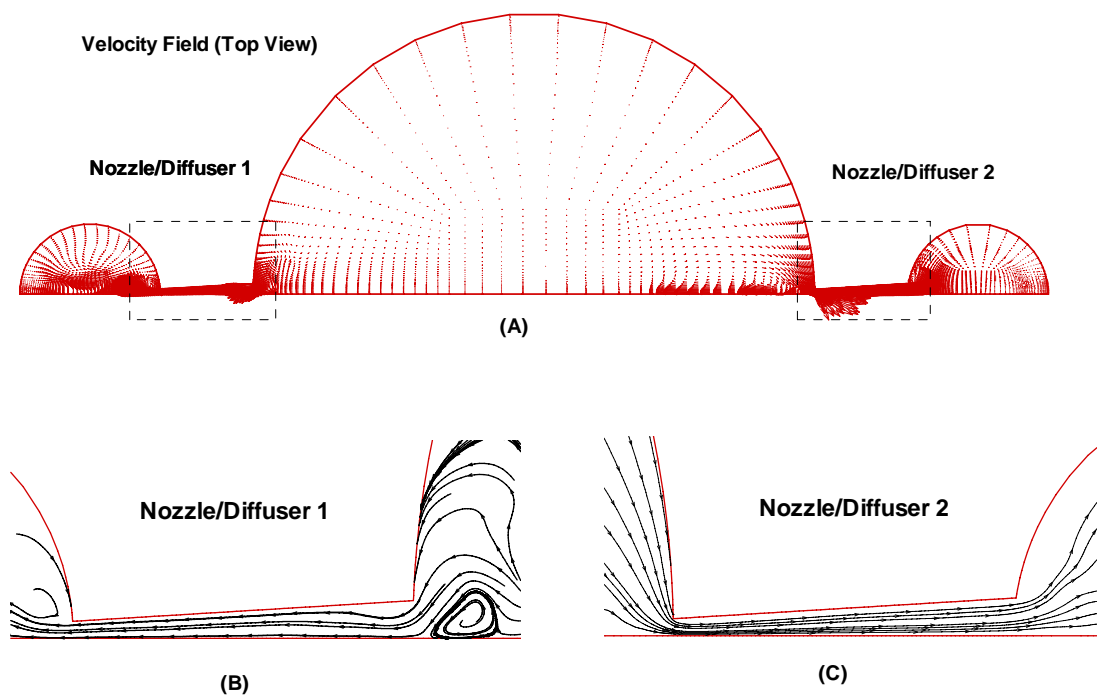 Velocity Field (Top View)
Nozzle/Diffuser 1
Nozzle/Diffuser 2
(A)
Nozzle/Diffuser 1
Nozzle/Diffuser 2
(B)
(C)